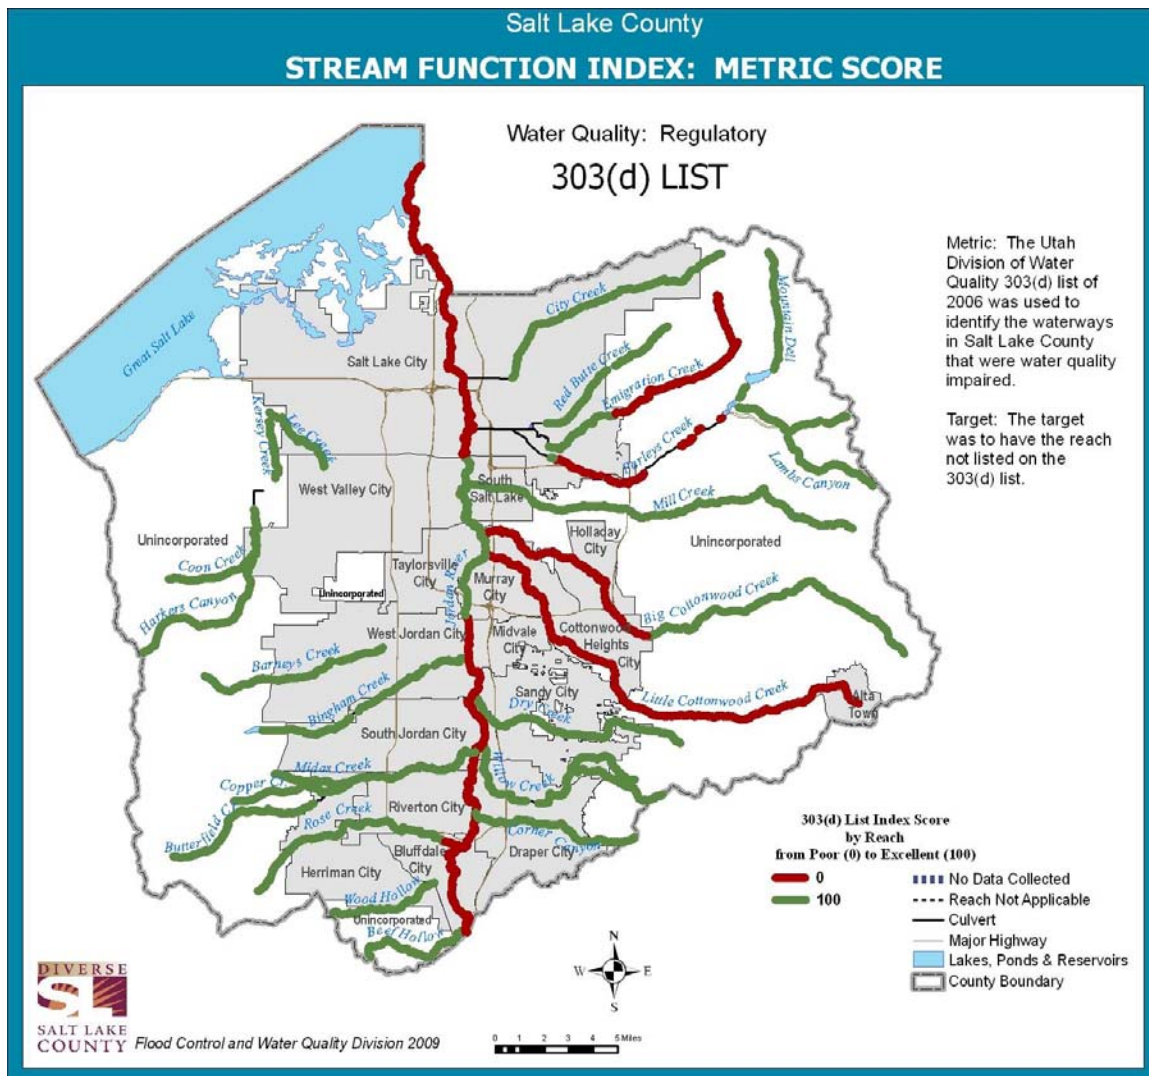 Salt Lake County
STREAM FUNCTION INDEX: METRIC SCORE
Water Quality: Regulatory
303(d) LIST
Metric: The Utah
Division of Water
Quality 303(d) list of
2006 was used to
identify the waterways
in Salt Lake County
that were water quality
impaired.
Target: The target
was to have the reach
not listed on the
303(d) list.
Great Salt Lake
Salt Lake City
City Creek
Mountain Dell
Red Butte Creek
Emigration Creek
Parleys Creek
Lambs Canyon
Kersey Creek
Lee Creek
West Valley City
South
Salt Lake
Mill Creek
Holladay
City
Unincorporated
Unincorporated
Coon Creek
Harkers Canyon
Taylorsville
City
Unincorporated
Jordan River
Murray
City
Big Cottonwood Creek
West Jordan City
Midvale
City
Cottonwood
Heights
City
Barneys Creek
Bingham Creek
Sandy City
Little Cottonwood Creek
Alta
Town
Dry Creek
South Jordan City
Midas Creek
Willow Creek
Copper
Butterfield
Rose Creek
Riverton City
Corner Canyon
Bluffdale
City
Draper City
Herriman City
Wood Hollow
Unincorporated
Beef Hollow
303(d) List Index Score
by Reach
from Poor (0) to Excellent (100)
0
100
No Data Collected
Reach Not Applicable
Culvert
Major Highway
Lakes, Ponds & Reservoirs
County Boundary
N
W E
S
0 1 2 3 4 5 Miles
DIVERSE
SL
SALT LAKE
COUNTY
Flood Control and Water Quality Division 2009